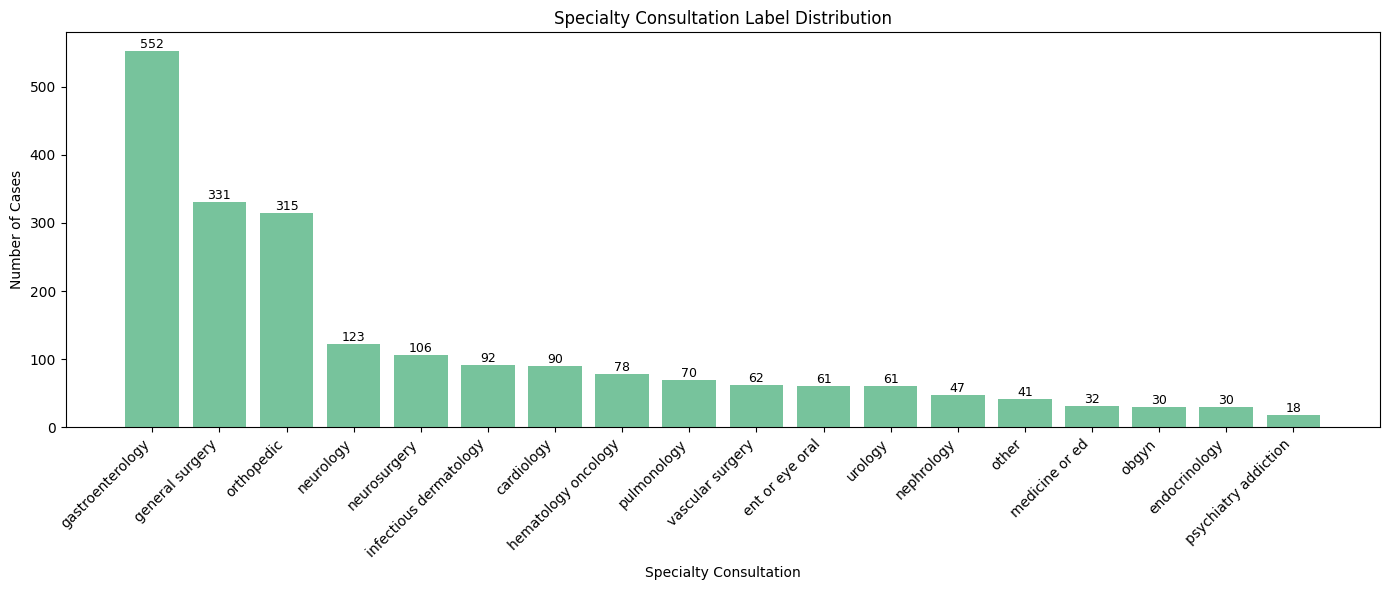 Specialty Consultation Label Distribution
Number of Cases
500
400
300
200
100
0
552
331
315
123
106
92
90
78
70
62
61
61
47
41
32
30
30
18
gastroenterology
general surgery
orthopedic
neurology
neurosurgery
infectious dermatology
cardiology
hematology oncology
pulmonology
vascular surgery
ent or eye oral
urology
nephrology
other
medicine or ed
obgyn
endocrinology
psychiatry addiction
Specialty Consultation